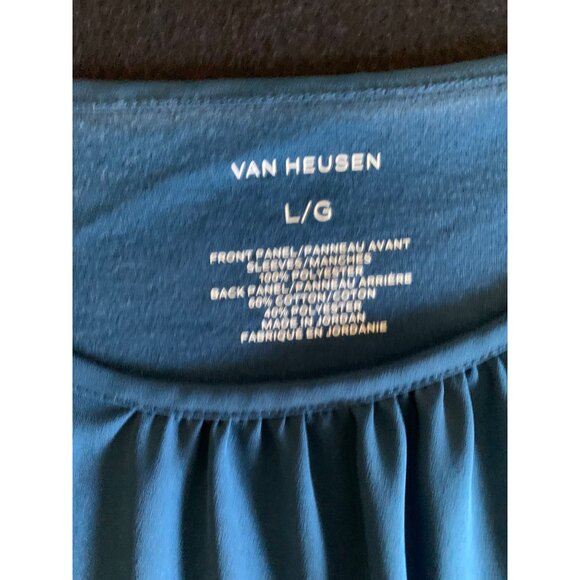 VAN HEUSEN
L/G
FRONT PANEL/PANNEAU AVANT
SLEEVES/MANCHES
100% POLYESTER
BACK PANEL/PANNEAU ARRIÈRE
60% COTTON/COTON
40% POLYESTER
MADE IN JORDAN
FABRIQUÉ EN JORDANIE